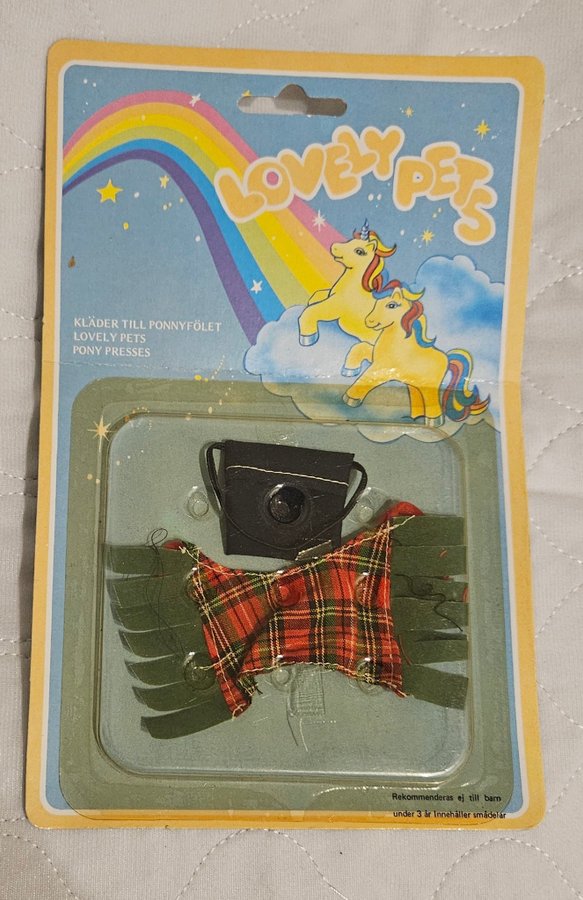 LOVELY PETS
KLÄDER TILL PONNYFÖLET
LOVELY PETS
PONY PRESSES
Rekommenderas ej till barn
under 3 år Innehåller smådelar